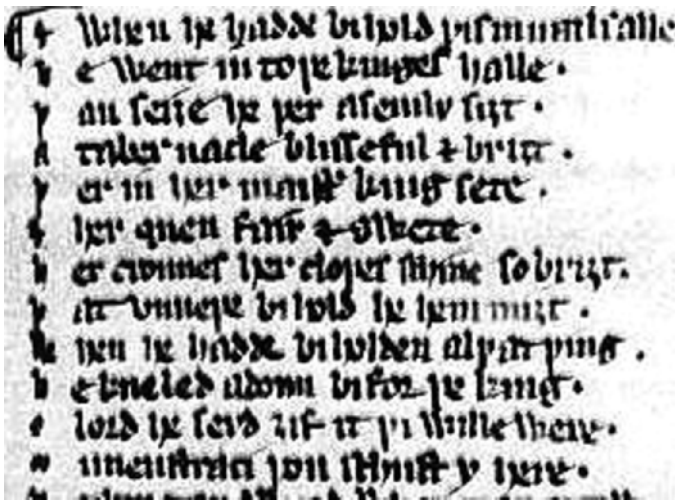 & When he hadde bihold þis alle
h e went in to þe kinges halle .
þ an seiȝe he þer a semly siȝt .
A tabernacle blisseful & briȝt .
þ er in her maister king sete .
& her quen fair & swete .
h er crounes her cloþes schine so briȝt .
þ at unneþe bihold he hem miȝt .
W hen he hadde biholden al þat þing .
h e kneled adoun bifor þe king .
o lord he seyd ȝif it þi wille were .
m i menstraci þou schust yhere .